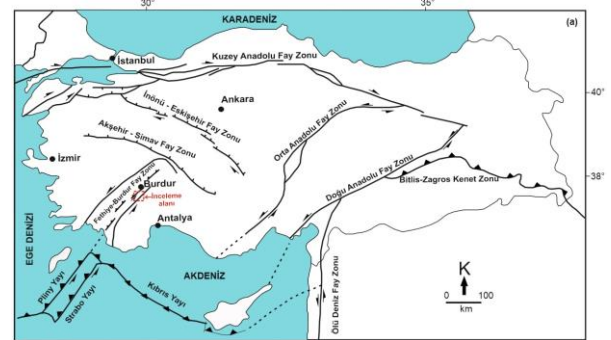 30°
35°
KARADENİZ
(a)
İstanbul
Kuzey Anadolu Fay Zonu
40°
Ankara
İnönü - Eskişehir Fay Zonu
Akşehir - Simav Fay Zonu
Orta Anadolu Fay Zonu
İzmir
Doğu Anadolu Fay Zonu
Bitlis-Zagros Kenet Zonu
Fethiye-Burdur Fay Zonu
Burdur
İnceleme
alanı
Antalya
EGE DENİZİ
AKDENİZ
Pliny Yayı
Strabo Yayı
Kıbrıs Yayı
Ölü Deniz Fay Zonu
K
0 100
km